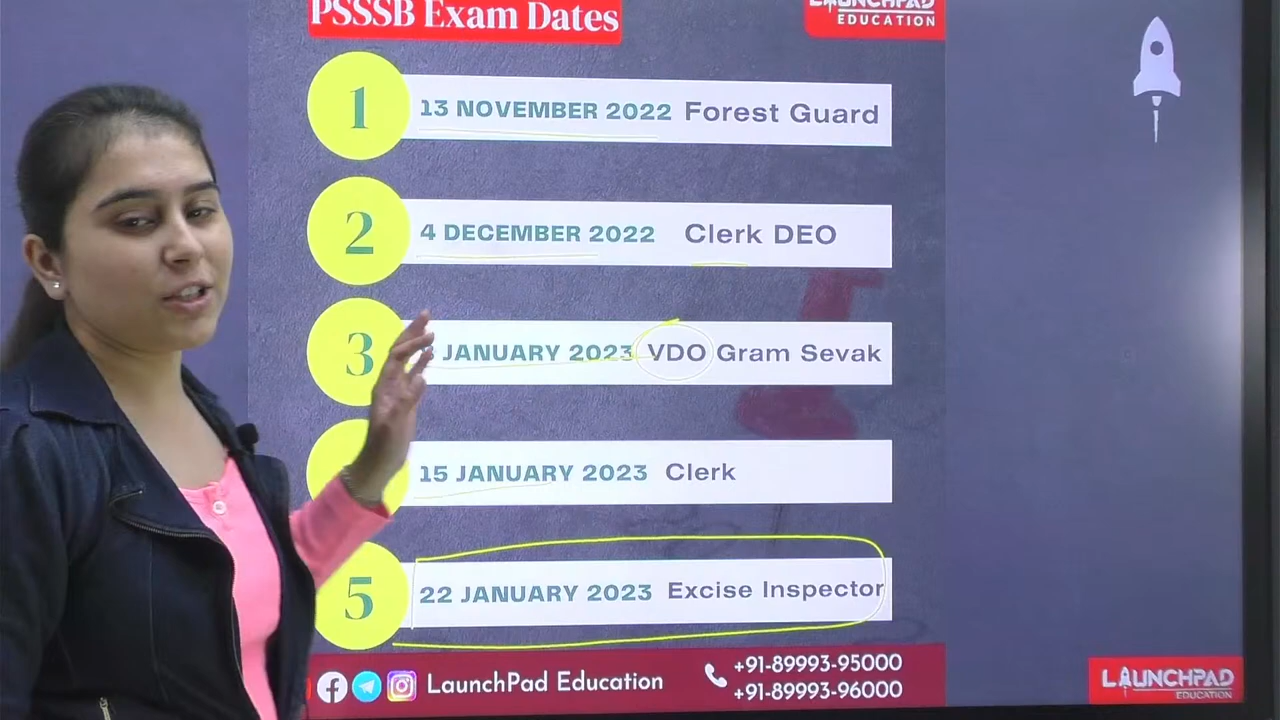 PSSSB Exam Dates
LAUNCHPAD
EDUCATION
1
13 NOVEMBER 2022 Forest Guard
2
4 DECEMBER 2022 Clerk DEO
3
JANUARY 2023 VDO Gram Sevak
15 JANUARY 2023 Clerk
5
22 JANUARY 2023 Excise Inspector
LaunchPad Education
+91-89993-95000
+91-89993-96000
LAUNCHPAD
EDUCATION